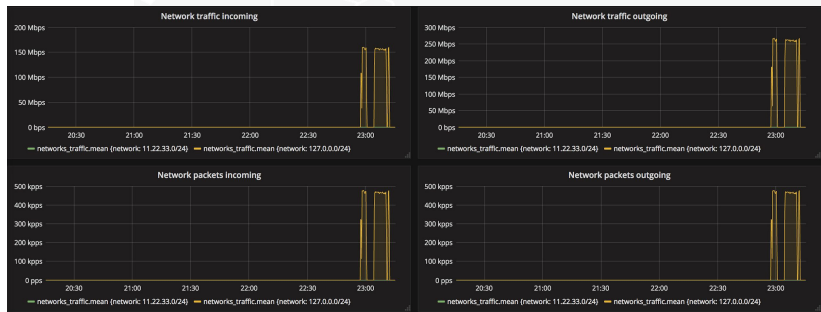 Network traffic incoming
200 Mbps
150 Mbps
100 Mbps
50 Mbps
0 bps
20:30 21:00 21:30 22:00 22:30 23:00
networks_traffic.mean {network: 11.22.33.0/24} networks_traffic.mean {network: 127.0.0.0/24}
Network traffic outgoing
300 Mbps
250 Mbps
200 Mbps
150 Mbps
100 Mbps
50 Mbps
0 bps
20:30 21:00 21:30 22:00 22:30 23:00
networks_traffic.mean {network: 11.22.33.0/24} networks_traffic.mean {network: 127.0.0.0/24}
Network packets incoming
500 kpps
400 kpps
300 kpps
200 kpps
100 kpps
0 pps
20:30 21:00 21:30 22:00 22:30 23:00
networks_traffic.mean {network: 11.22.33.0/24} networks_traffic.mean {network: 127.0.0.0/24}
Network packets outgoing
500 kpps
400 kpps
300 kpps
200 kpps
100 kpps
0 pps
20:30 21:00 21:30 22:00 22:30 23:00
networks_traffic.mean {network: 11.22.33.0/24} networks_traffic.mean {network: 127.0.0.0/24}